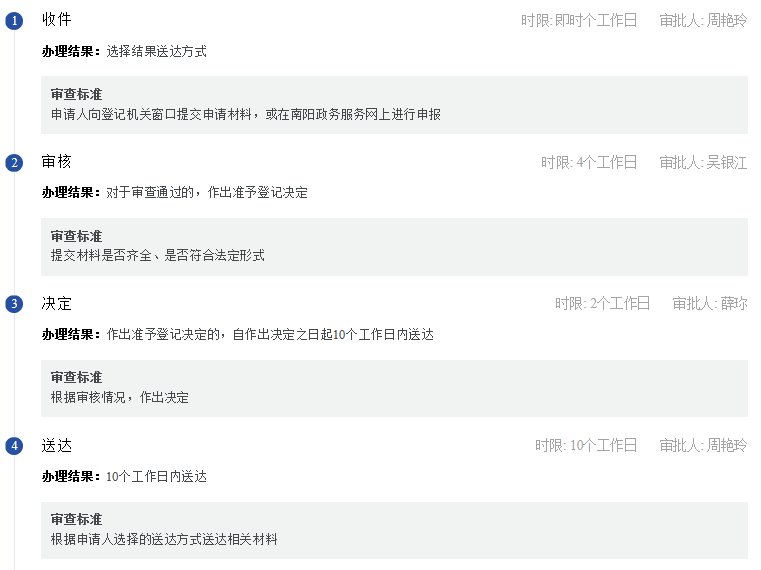 1 收件 时限: 即时个工作日 审批人: 周艳玲
办理结果：选择结果送达方式
审查标准
申请人向登记机关窗口提交申请材料，或在南阳政务服务网上进行申报
2 审核 时限: 4个工作日 审批人: 吴银江
办理结果：对于审查通过的，作出准予登记决定
审查标准
提交材料是否齐全、是否符合法定形式
3 决定 时限: 2个工作日 审批人: 薛珎
办理结果：作出准予登记决定的，自作出决定之日起10个工作日内送达
审查标准
根据审核情况，作出决定
4 送达 时限: 10个工作日 审批人: 周艳玲
办理结果：10个工作日内送达
审查标准
根据申请人选择的送达方式送达相关材料